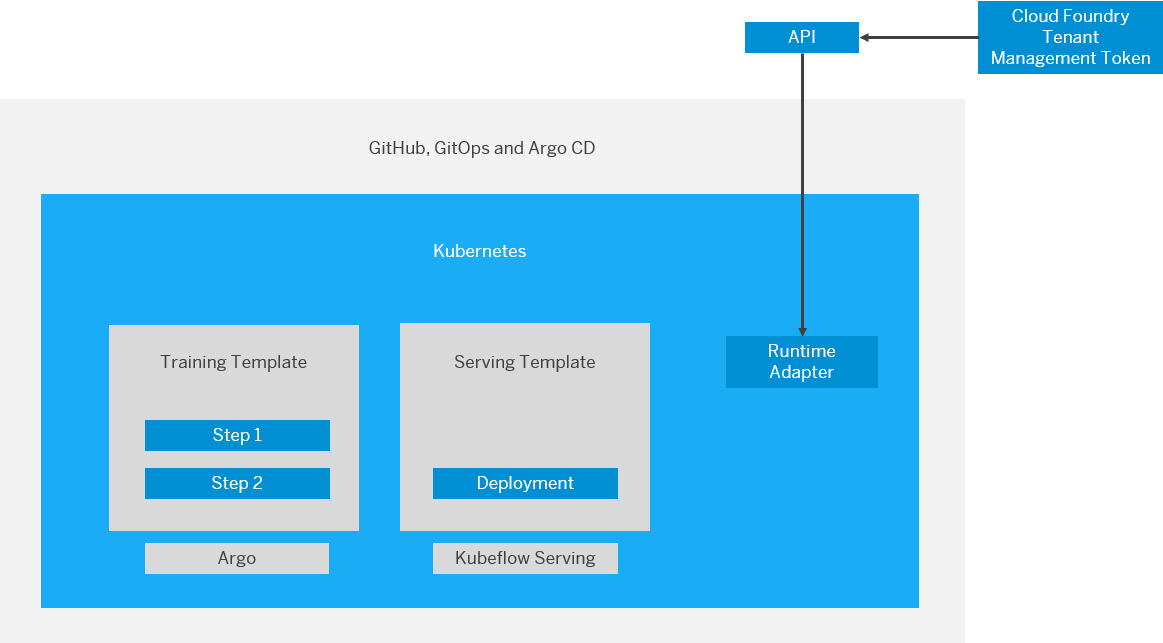 Cloud Foundry
Tenant
Management Token
API
GitHub, GitOps and Argo CD
Kubernetes
Training Template
Step 1
Step 2
Argo
Serving Template
Deployment
Kubeflow Serving
Runtime
Adapter